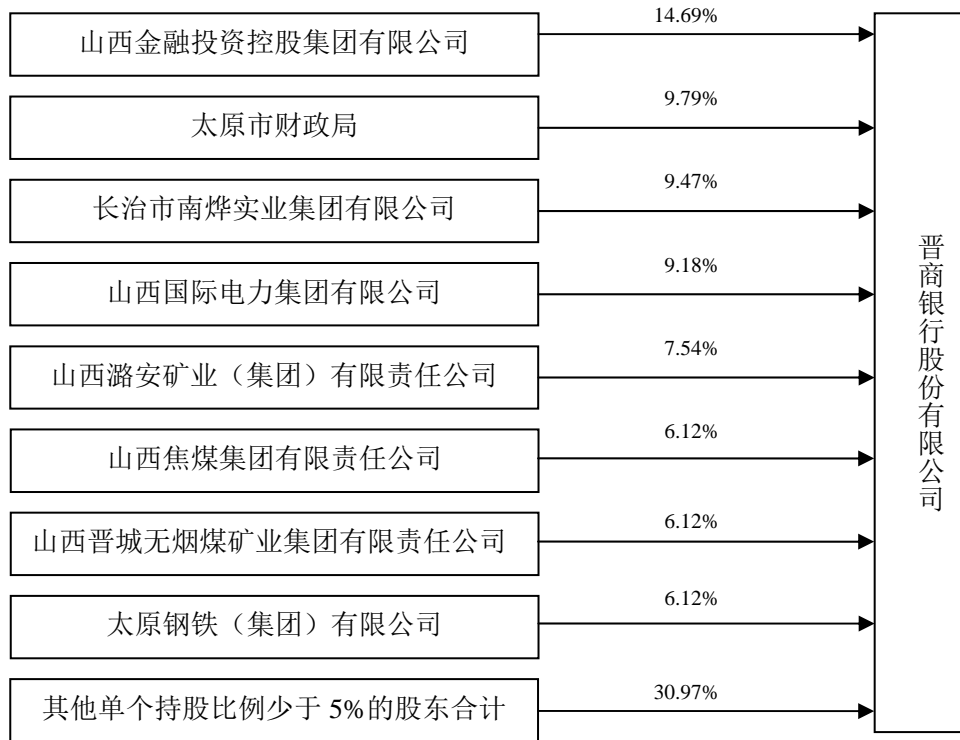 山西金融投资控股集团有限公司
14.69%
太原市财政局
9.79%
长治市南烨实业集团有限公司
9.47%
山西国际电力集团有限公司
9.18%
山西潞安矿业（集团）有限责任公司
7.54%
山西焦煤集团有限责任公司
6.12%
山西晋城无烟煤矿业集团有限责任公司
6.12%
太原钢铁（集团）有限公司
6.12%
其他单个持股比例少于 5%的股东合计
30.97%
晋商银行股份有限公司